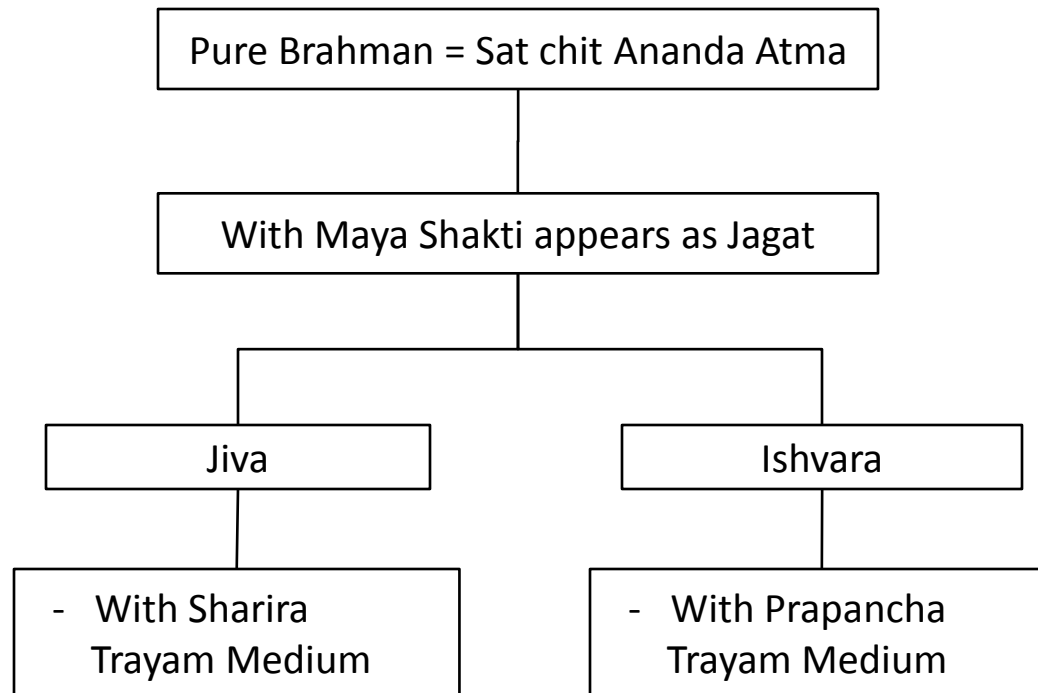 Pure Brahman = Sat chit Ananda Atma
With Maya Shakti appears as Jagat
Jiva
Ishvara
- With Sharira
Trayam Medium
- With Prapancha
Trayam Medium